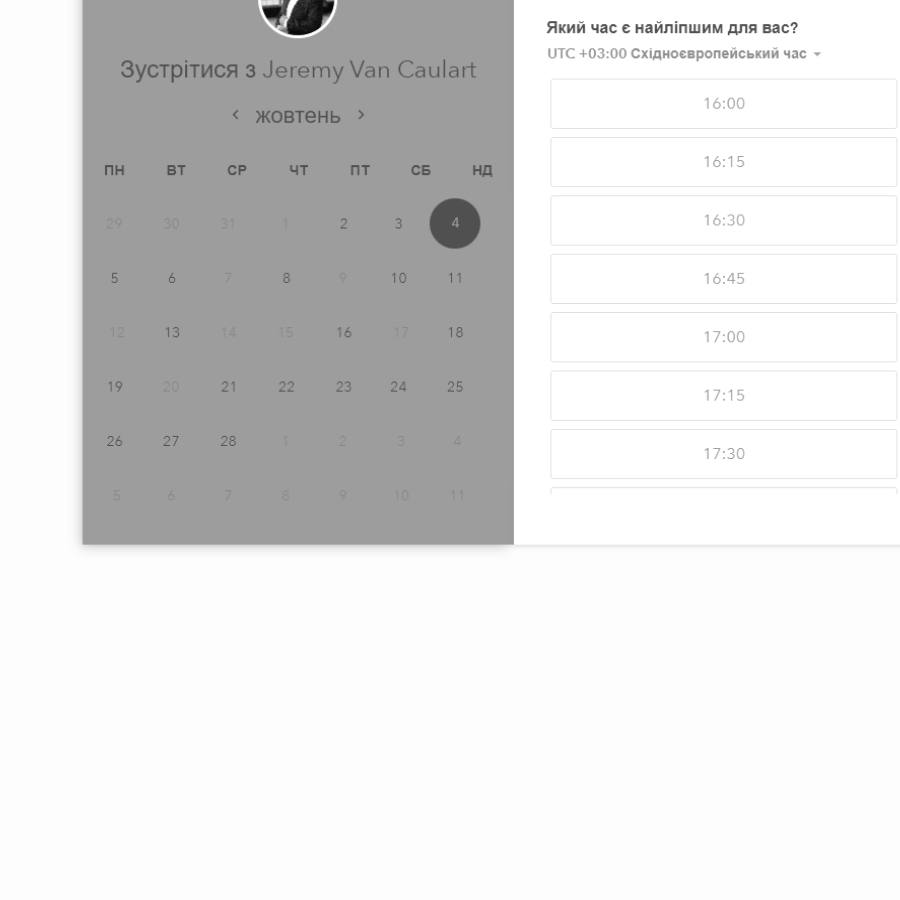 Зустрітися з Jeremy Van Caulart
жовтень
ПН ВТ СР ЧТ ПТ СБ НД
29 30 31 1 2 3 4
5 6 7 8 9 10 11
12 13 14 15 16 17 18
19 20 21 22 23 24 25
26 27 28 1 2 3 4
5 6 7 8 9 10 11
Який час є найліпшим для вас?
UTC +03:00 Східноєвропейський час
16:00
16:15
16:30
16:45
17:00
17:15
17:30